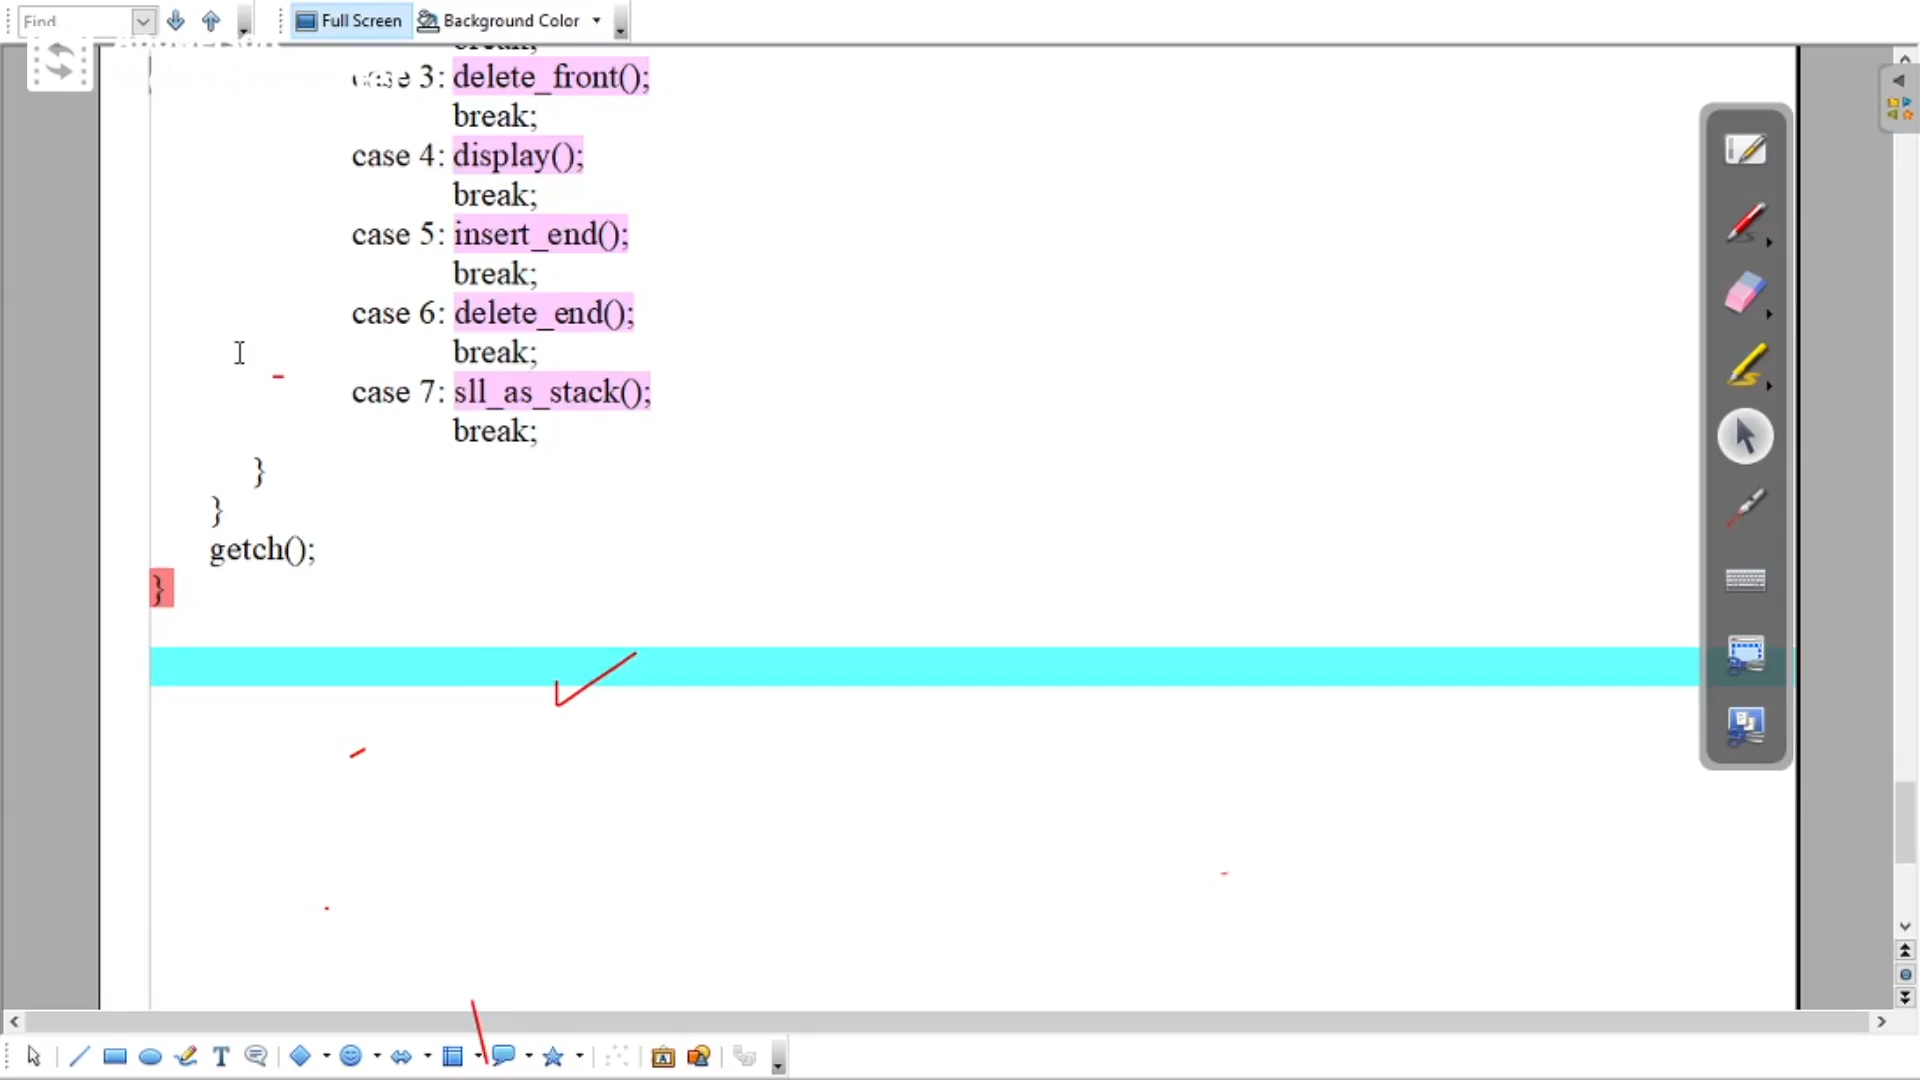 Find
Full Screen
Background Color
break;
case 3: delete_front();
break;
case 4: display();
break;
case 5: insert_end();
break;
case 6: delete_end();
break;
case 7: sll_as_stack();
break;
}
}
getch();
}